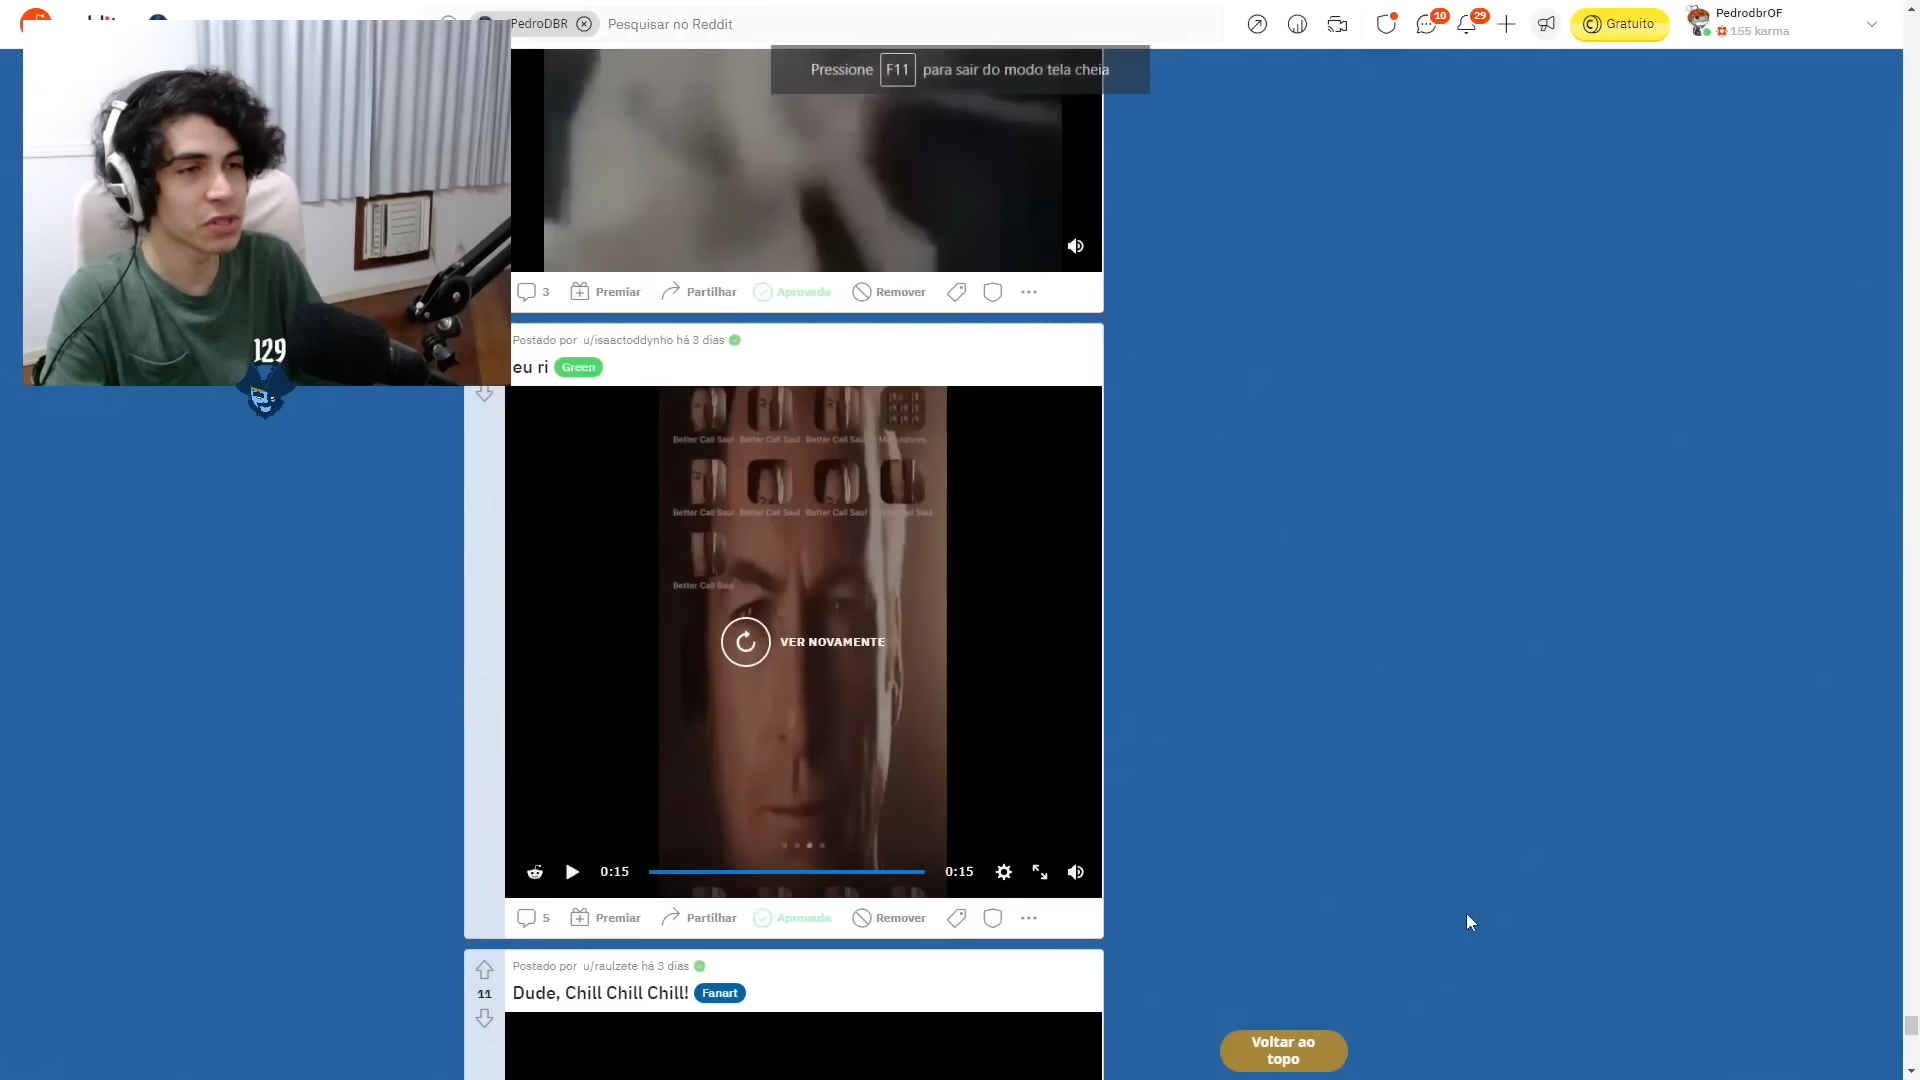 PedroDBR
Pesquisar no Reddit
10
29
Gratuito
PedrodbrOF
155 karma
Pressione F11 para sair do modo tela cheia
3 Premiar Partilhar Aprovada Remover
129
Postado por u/isaactoddynho há 3 dias
eu ri Green
Better Call Saul Better Call Saul Better Call Saul
Better Call Saul Better Call Saul Better Call Saul
Better Call Saul
VER NOVAMENTE
0:15 0:15
5 Premiar Partilhar Aprovada Remover
Postado por u/raulzete há 3 dias
11 Dude, Chill Chill Chill! Fanart
Voltar ao
topo